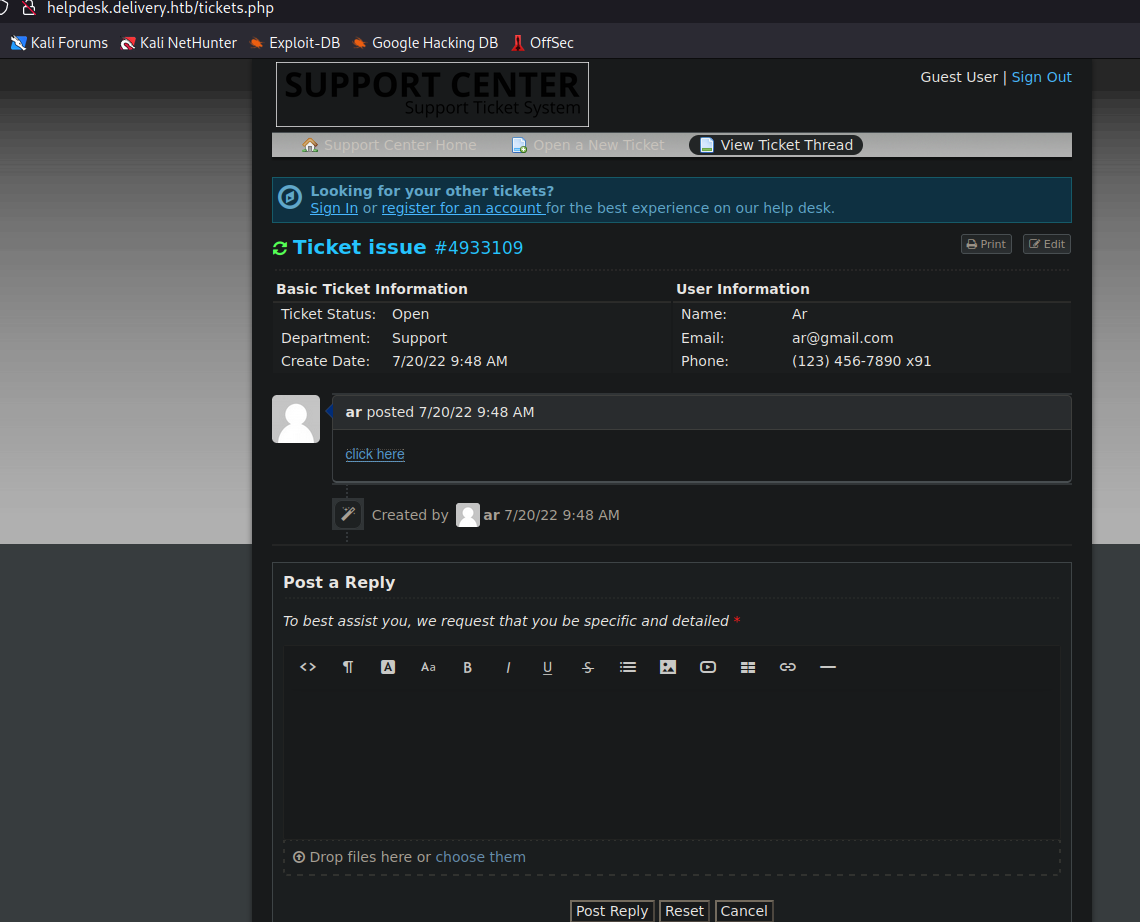 helpdesk.delivery.htb/tickets.php
Kali Forums Kali NetHunter Exploit-DB Google Hacking DB OffSec
SUPPORT CENTER
Support Ticket System
Guest User | Sign Out
Support Center Home Open a New Ticket View Ticket Thread
Looking for your other tickets?
Sign In or register for an account for the best experience on our help desk.
Ticket issue #4933109
Print Edit
Basic Ticket Information User Information
Ticket Status: Open Name: Ar
Department: Support Email: ar@gmail.com
Create Date: 7/20/22 9:48 AM Phone: (123) 456-7890 x91
ar posted 7/20/22 9:48 AM
click here
Created by ar 7/20/22 9:48 AM
Post a Reply
To best assist you, we request that you be specific and detailed *
<> ¶ A Aa B I U S
Drop files here or choose them
Post Reply Reset Cancel